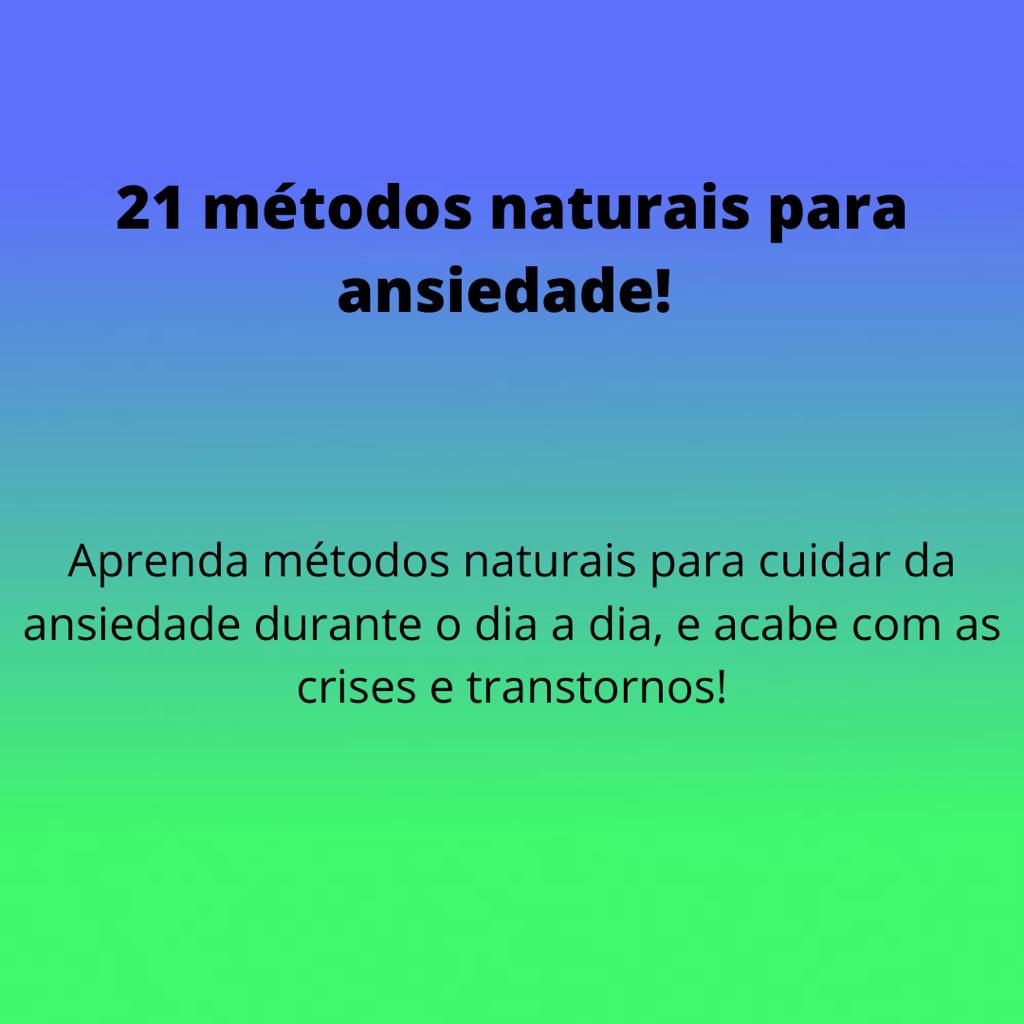 21 métodos naturais para
ansiedade!
Aprenda métodos naturais para cuidar da
ansiedade durante o dia a dia, e acabe com as
crises e transtornos!